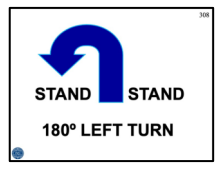 308
STAND STAND
180º LEFT TURN